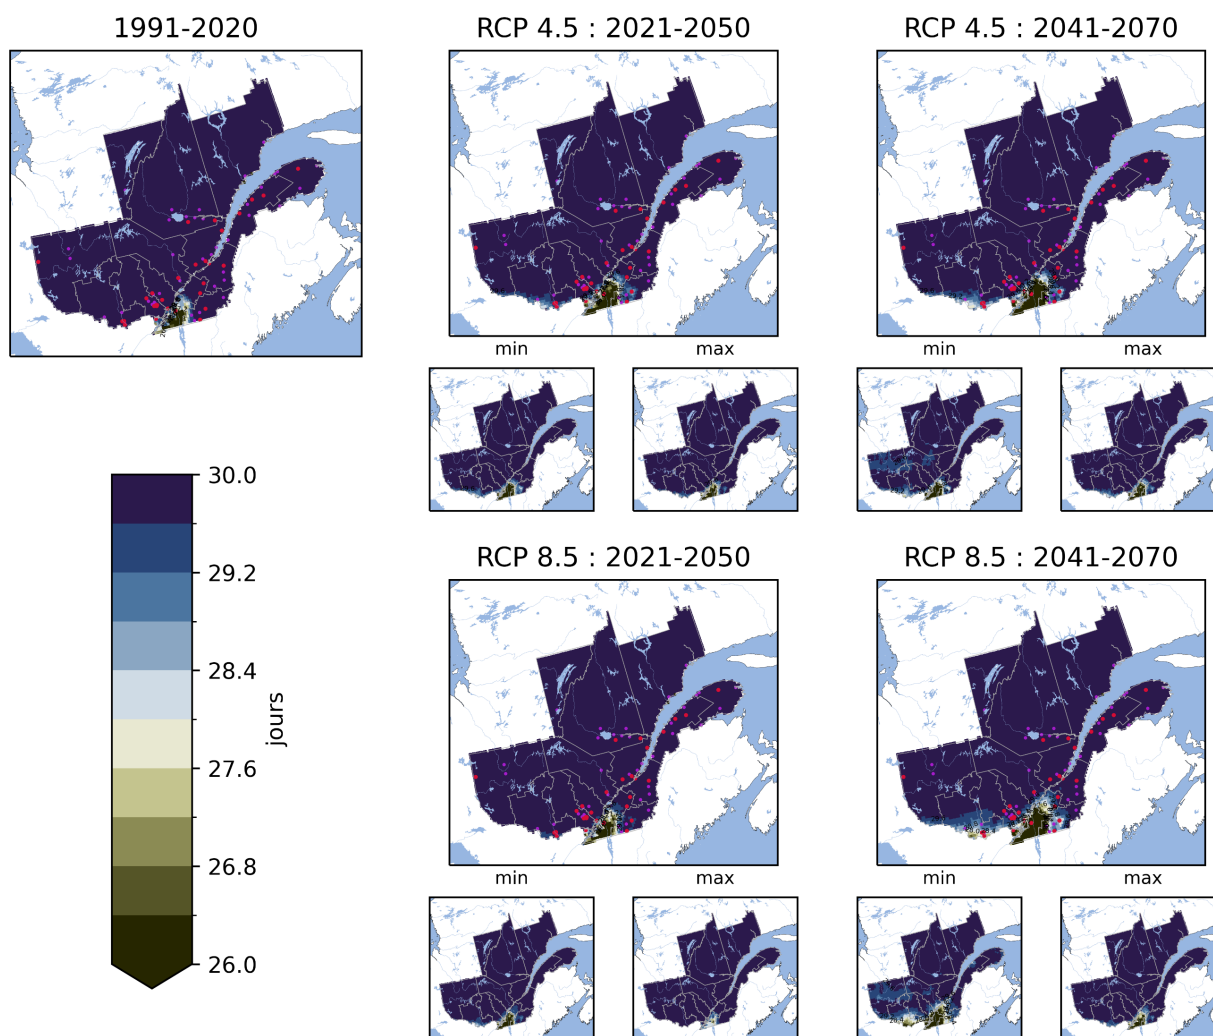 1991-2020
RCP 4.5 : 2021-2050
RCP 4.5 : 2041-2070
min
max
min
max
30.0
29.2
28.4
27.6
26.8
26.0
jours
RCP 8.5 : 2021-2050
RCP 8.5 : 2041-2070
min
max
min
max